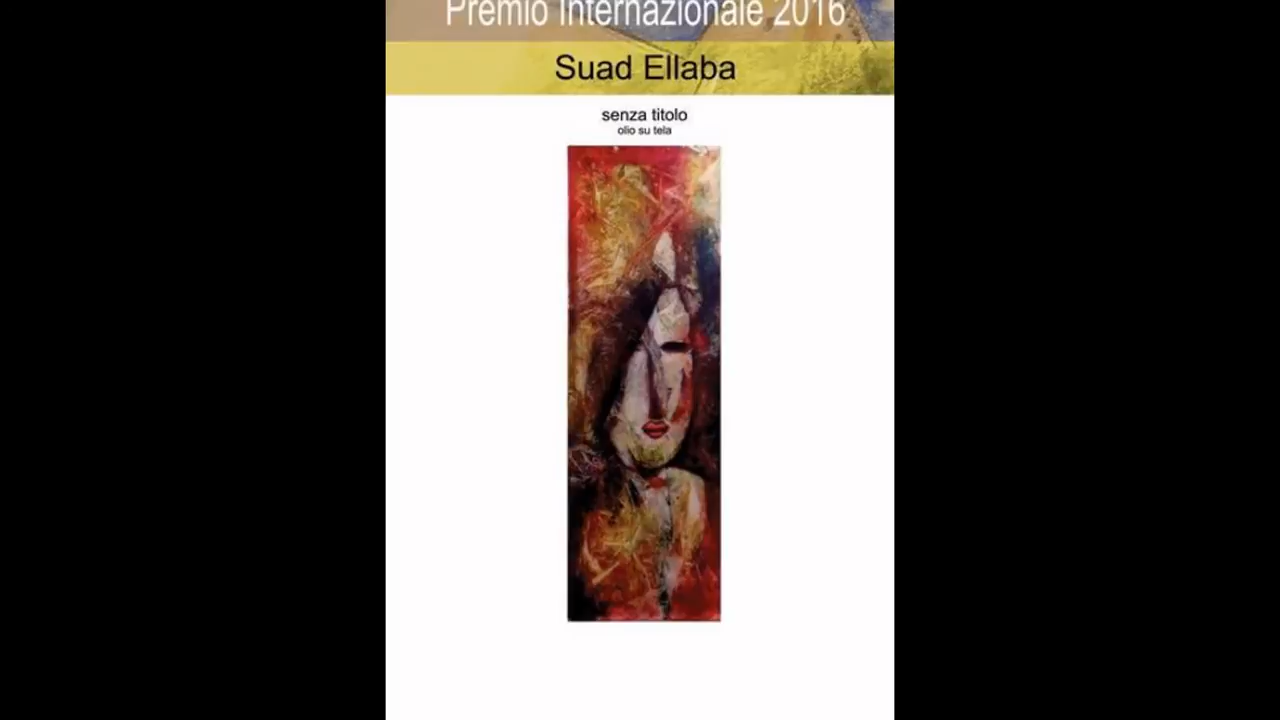 Premio Internazionale 2016
Suad Ellaba
senza titolo
olio su tela